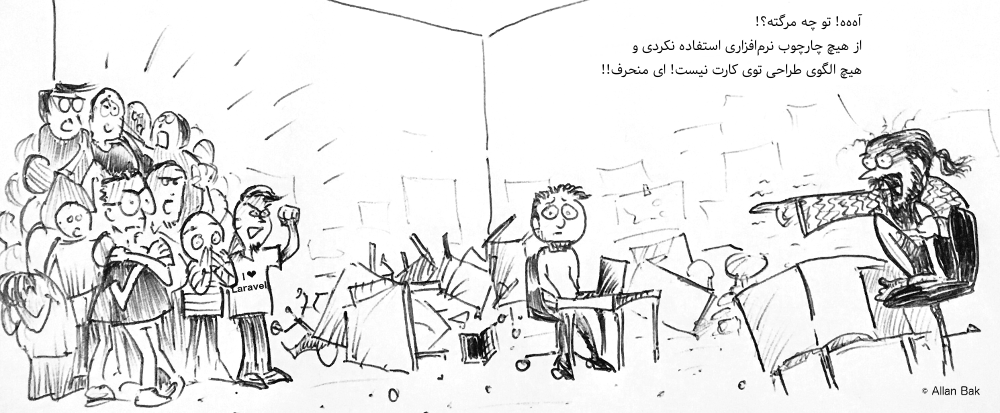 آه‌ه‌ه! تو چه مرگته؟!
از هیچ چارچوب نرم‌افزاری استفاده نکردی و
هیچ الگوی طراحی توی کارت نیست! ای منحرف!!
I ♥
Laravel
© Allan Bak